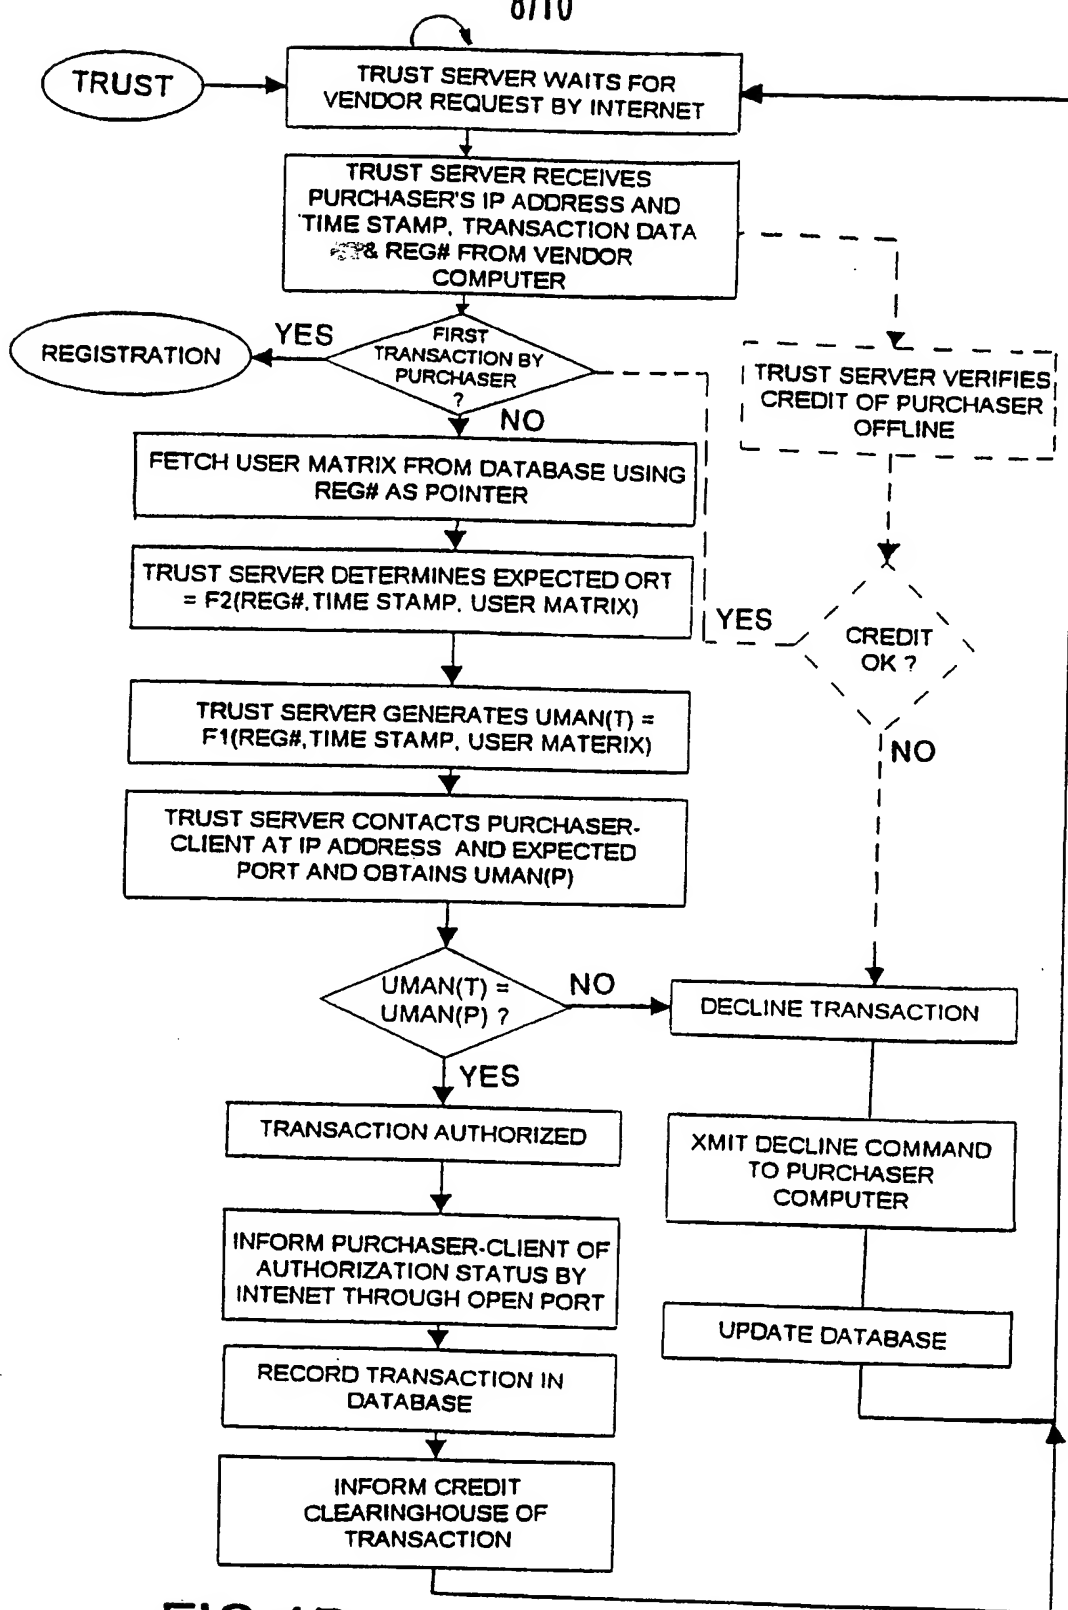 8/10
TRUST
TRUST SERVER WAITS FOR
VENDOR REQUEST BY INTERNET
TRUST SERVER RECEIVES
PURCHASER'S IP ADDRESS AND
TIME STAMP, TRANSACTION DATA
& REG# FROM VENDOR
COMPUTER
REGISTRATION
YES
FIRST
TRANSACTION BY
PURCHASER
?
NO
TRUST SERVER VERIFIES
CREDIT OF PURCHASER
OFFLINE
FETCH USER MATRIX FROM DATABASE USING
REG# AS POINTER
TRUST SERVER DETERMINES EXPECTED ORT
= F2(REG#,TIME STAMP, USER MATRIX)
YES
CREDIT
OK ?
NO
TRUST SERVER GENERATES UMAN(T) =
F1(REG#,TIME STAMP, USER MATERIX)
TRUST SERVER CONTACTS PURCHASER-
CLIENT AT IP ADDRESS AND EXPECTED
PORT AND OBTAINS UMAN(P)
UMAN(T) =
UMAN(P) ?
NO
DECLINE TRANSACTION
YES
TRANSACTION AUTHORIZED
XMIT DECLINE COMMAND
TO PURCHASER
COMPUTER
INFORM PURCHASER-CLIENT OF
AUTHORIZATION STATUS BY
INTENET THROUGH OPEN PORT
UPDATE DATABASE
RECORD TRANSACTION IN
DATABASE
INFORM CREDIT
CLEARINGHOUSE OF
TRANSACTION